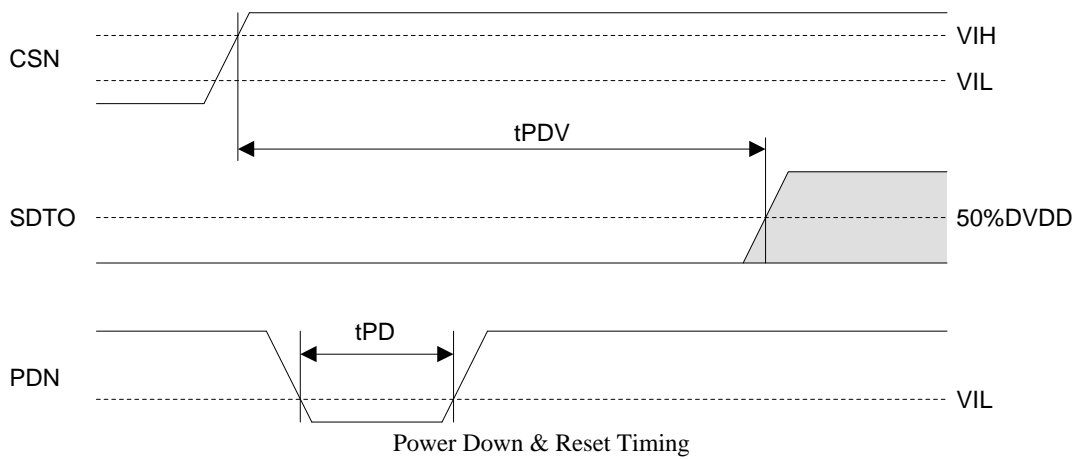 VIH
CSN
VIL
tPDV
SDTO
50%DVDD
tPD
PDN
VIL
Power Down & Reset Timing